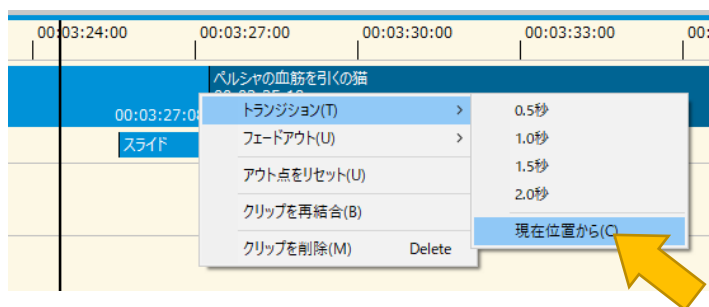 00:03:24:00 00:03:27:00 00:03:30:00 00:03:33:00 00:
ペルシャの血筋を引くの猫
00:03:27:0
スライド
トランジション(T) >
フェードアウト(U) >
アウト点をリセット(U)
クリップを再結合(B)
クリップを削除(M) Delete
0.5秒
1.0秒
1.5秒
2.0秒
現在位置から(C)